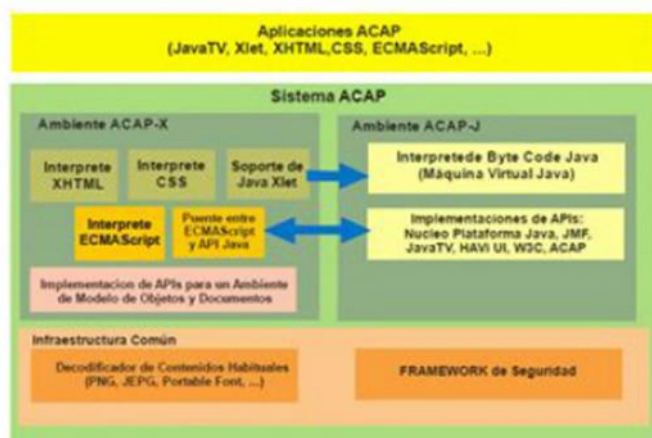 Aplicaciones ACAP
(JavaTV, Xlet, XHTML,CSS, ECMAScript, ...)
Sistema ACAP
Ambiente ACAP-X
Interprete
XHTML
Interprete
CSS
Soporte de
Java Xlet
Interprete
ECMAScript
Puente entre
ECMAScript
y API Java
Implementacion de APIs para un Ambiente
de Modelo de Objetos y Documentos
Ambiente ACAP-J
Interpretede Byte Code Java
(Máquina Virtual Java)
Implementaciones de APIs:
Nucleo Plataforma Java, JMF,
JavaTV, HAVi UI, W3C, ACAP
Infraestructura Común
Decodificador de Contenidos Habituales
(PNG, JEPG, Portable Font, ...)
FRAMEWORK de Seguridad